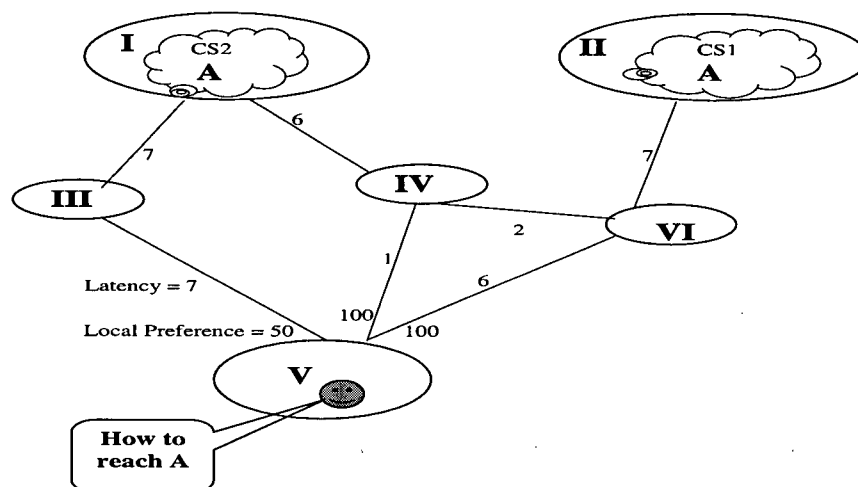 I
CS2
A
II
CS1
A
7
6
7
III
IV
VI
2
1
6
Latency = 7
100
Local Preference = 50
100
V
How to
reach A